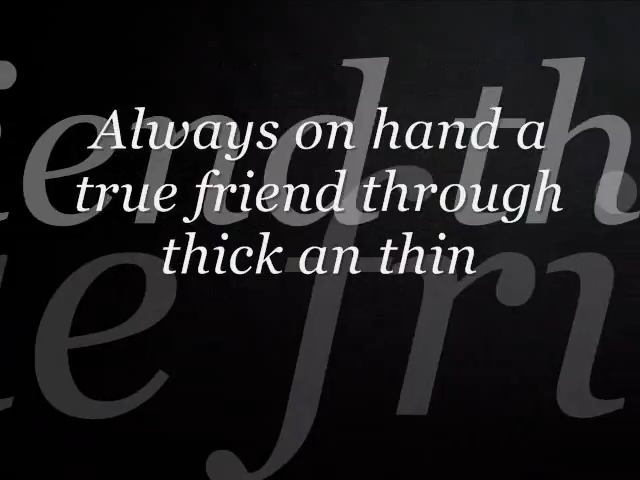 Always on hand a
true friend through
thick an thin